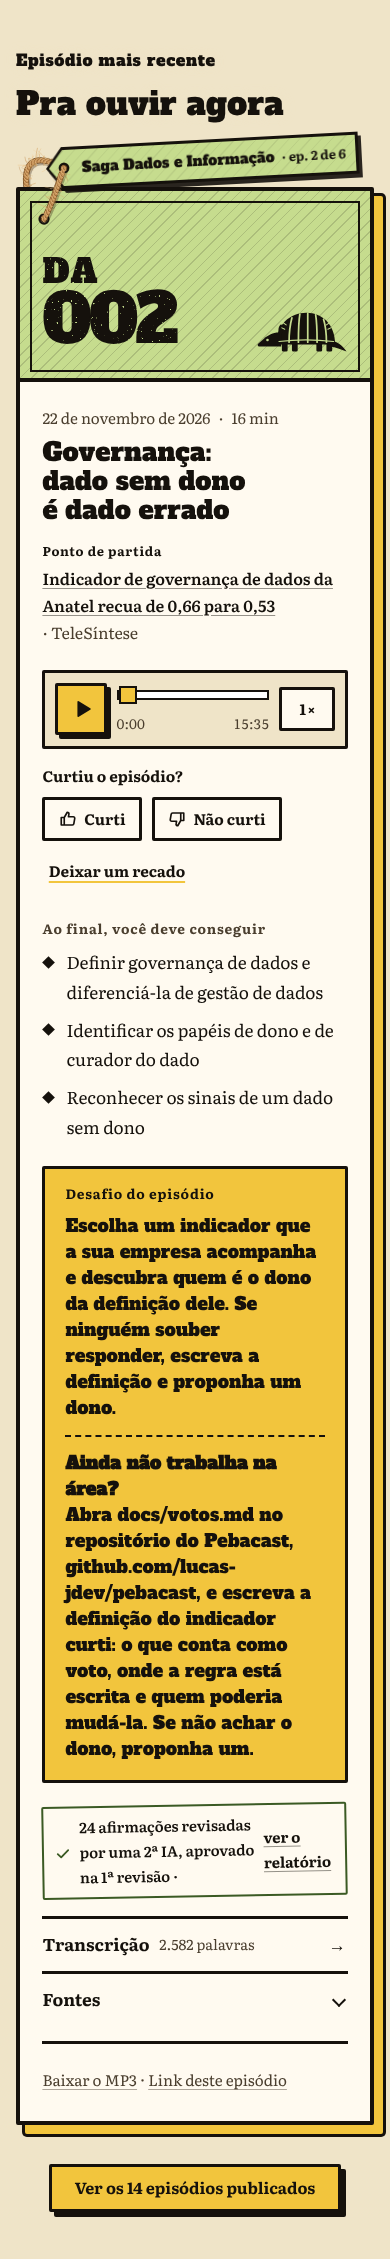 Episódio mais recente
Pra ouvir agora
Saga Dados e Informação · ep. 2 de 6
DA
002
22 de novembro de 2026 · 16 min
Governança:
dado sem dono
é dado errado
Ponto de partida
Indicador de governança de dados da
Anatel recua de 0,66 para 0,53
· TeleSíntese
0:00 15:35
1×
Curtiu o episódio?
Curti
Não curti
Deixar um recado
Ao final, você deve conseguir
Definir governança de dados e
diferenciá-la de gestão de dados
Identificar os papéis de dono e de
curador do dado
Reconhecer os sinais de um dado
sem dono
Desafio do episódio
Escolha um indicador que
a sua empresa acompanha
e descubra quem é o dono
da definição dele. Se
ninguém souber
responder, escreva a
definição e proponha um
dono.
Ainda não trabalha na
área?
Abra docs/votos.md no
repositório do Pebacast,
github.com/lucas-
jdev/pebacast, e escreva a
definição do indicador
curti: o que conta como
voto, onde a regra está
escrita e quem poderia
mudá-la. Se não achar o
dono, proponha um.
24 afirmações revisadas
por uma 2ª IA, aprovado
na 1ª revisão ·
ver o
relatório
Transcrição 2.582 palavras →
Fontes
Baixar o MP3 · Link deste episódio
Ver os 14 episódios publicados